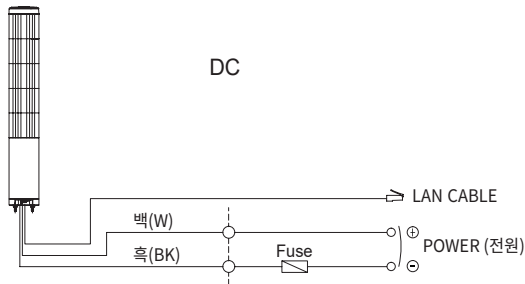 DC
LAN CABLE
백(W)
⊕
POWER (전원)
흑(BK)
Fuse
⊖